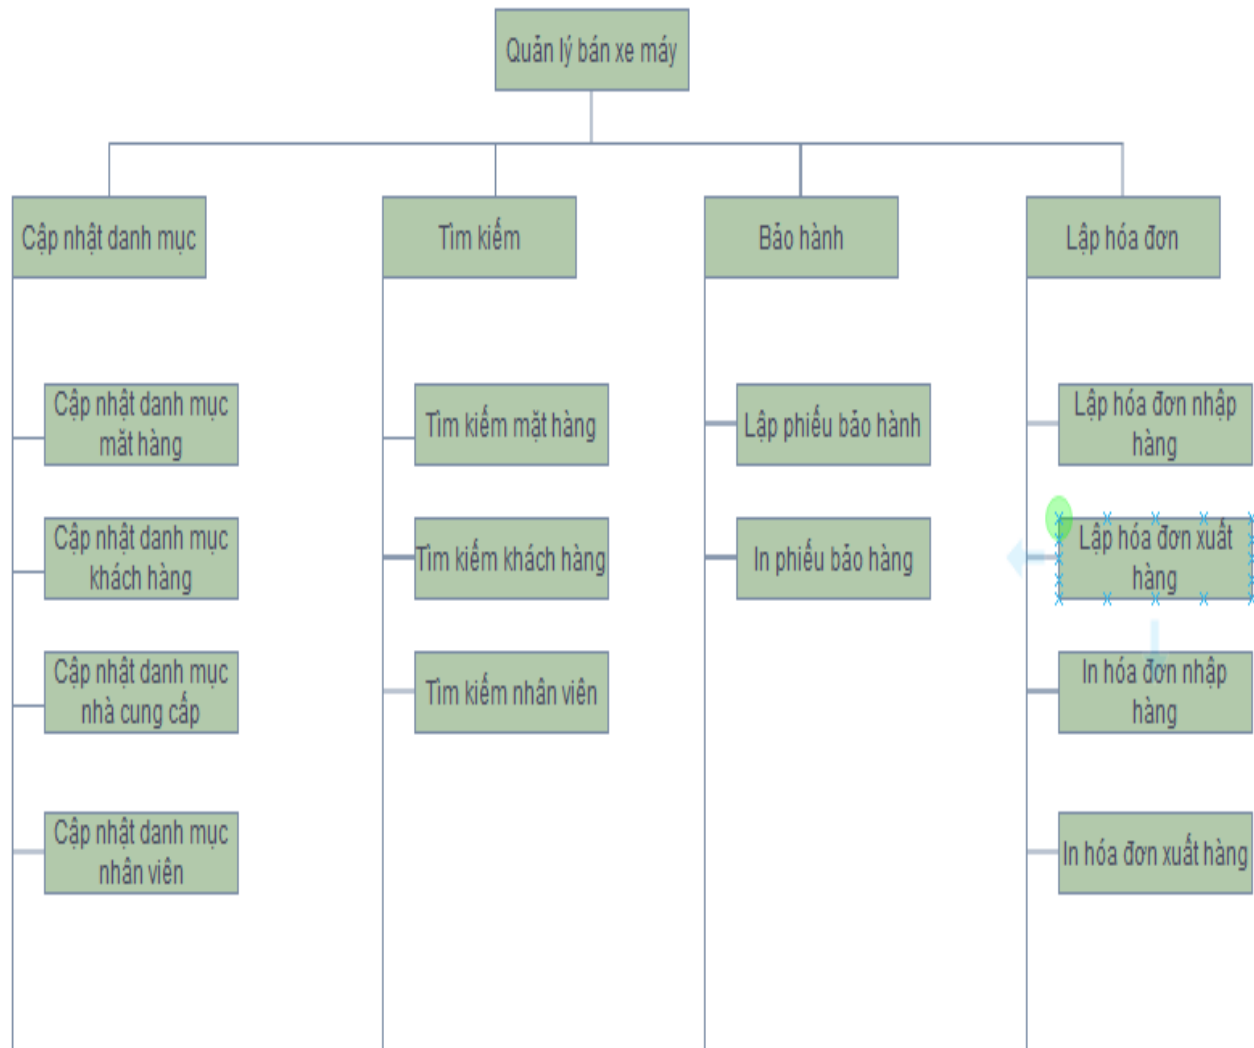 Quản lý bán xe máy
Cập nhật danh mục
Tìm kiếm
Bảo hành
Lập hóa đơn
Cập nhật danh mục
măt hàng
Tìm kiếm mặt hàng
Lập phiếu bảo hành
Lập hóa đơn nhập
hàng
Cập nhật danh mục
khách hàng
Tìm kiếm khách hàng
In phiếu bảo hàng
Lập hóa đơn xuất
hàng
Cập nhật danh mục
nhà cung cấp
Tìm kiếm nhân viên
In hóa đơn nhập
hàng
Cập nhật danh mục
nhân viên
In hóa đơn xuất hàng